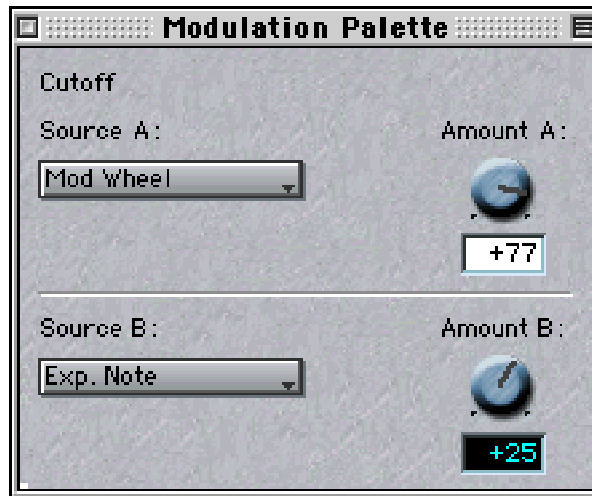 Modulation Palette
Cutoff
Source A: Amount A:
Mod Wheel
+77
Source B: Amount B:
Exp. Note
+25